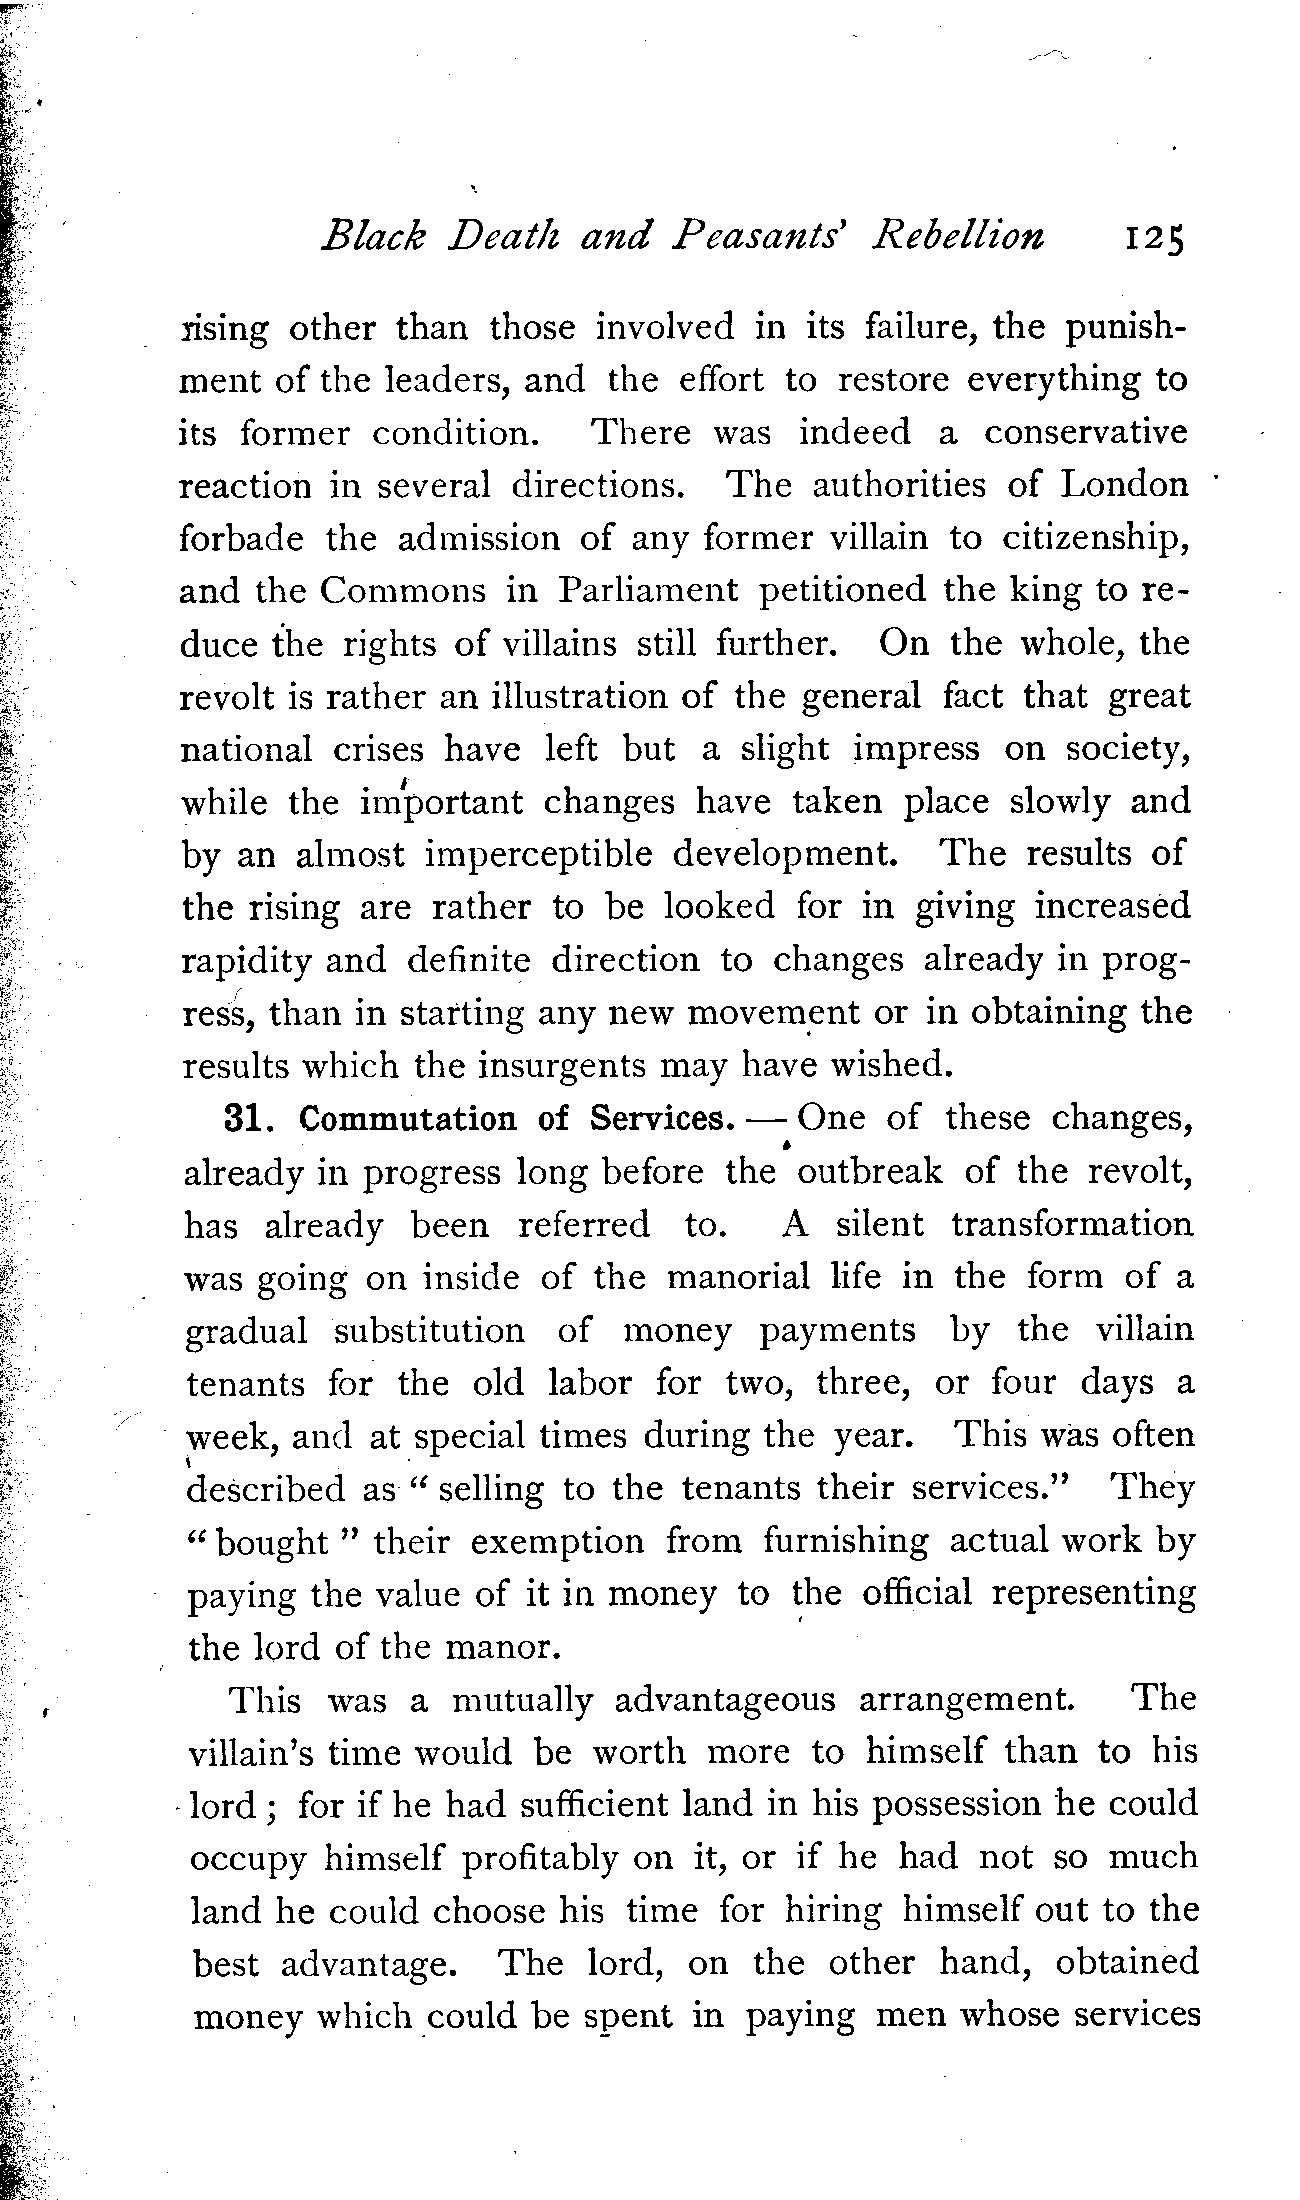 Black Death and Peasants' Rebellion 125
rising other than those involved in its failure, the punish-
ment of the leaders, and the effort to restore everything to
its former condition. There was indeed a conservative
reaction in several directions. The authorities of London
forbade the admission of any former villain to citizenship,
and the Commons in Parliament petitioned the king to re-
duce the rights of villains still further. On the whole, the
revolt is rather an illustration of the general fact that great
national crises have left but a slight impress on society,
while the important changes have taken place slowly and
by an almost imperceptible development. The results of
the rising are rather to be looked for in giving increased
rapidity and definite direction to changes already in prog-
ress, than in starting any new movement or in obtaining the
results which the insurgents may have wished.
31. Commutation of Services. — One of these changes,
already in progress long before the outbreak of the revolt,
has already been referred to. A silent transformation
was going on inside of the manorial life in the form of a
gradual substitution of money payments by the villain
tenants for the old labor for two, three, or four days a
week, and at special times during the year. This was often
described as " selling to the tenants their services." They
" bought " their exemption from furnishing actual work by
paying the value of it in money to the official representing
the lord of the manor.
This was a mutually advantageous arrangement. The
villain's time would be worth more to himself than to his
lord ; for if he had sufficient land in his possession he could
occupy himself profitably on it, or if he had not so much
land he could choose his time for hiring himself out to the
best advantage. The lord, on the other hand, obtained
money which could be spent in paying men whose services